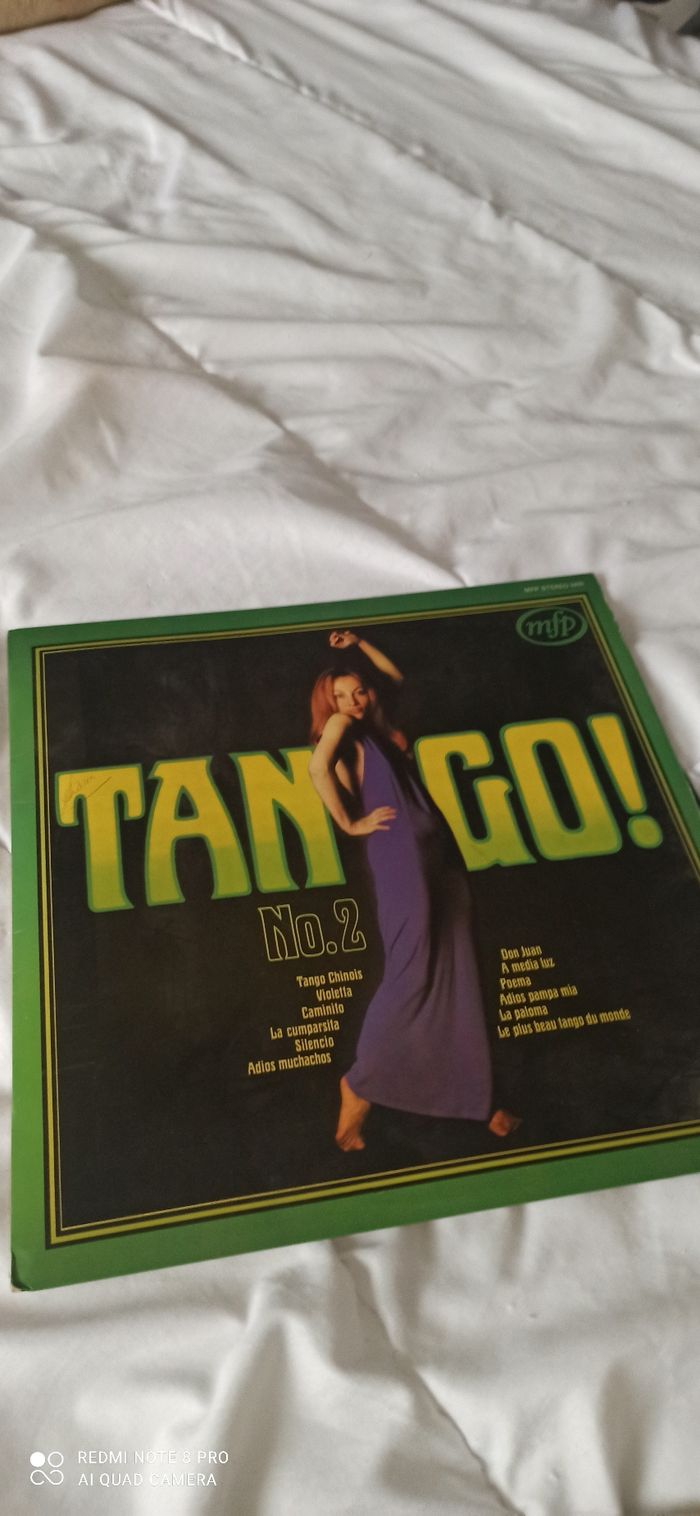 MFP STEREO
mfp
TANGO!
No.2
Tango Chinois
Violetta
Caminito
La cumparsita
Silencio
Adios muchachos
Don Juan
A media luz
Poema
Adios pampa mia
La paloma
Le plus beau tango du monde
REDMI NOTE 8 PRO
AI QUAD CAMERA